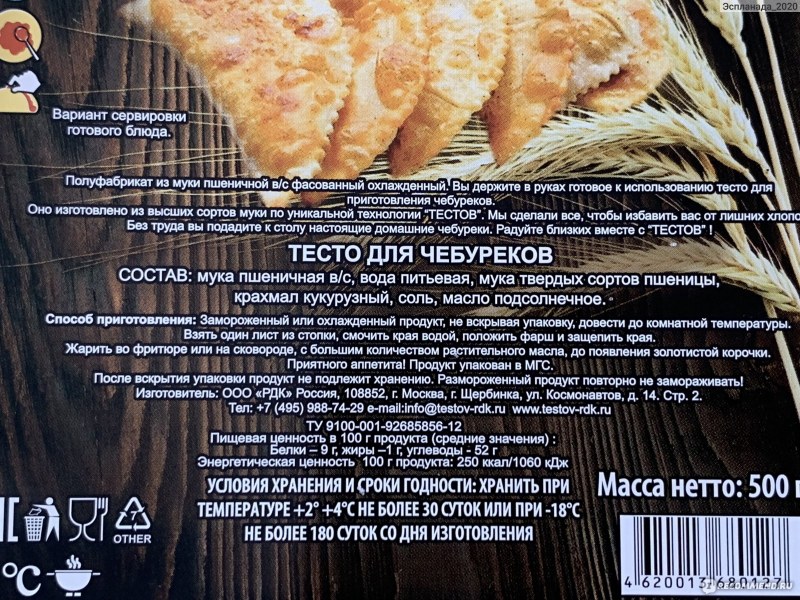 Эспланада_2020
Вариант сервировки
готового блюда.
Полуфабрикат из муки пшеничной в/с фасованный охлажденный. Вы держите в руках готовое к использованию тесто для
приготовления чебуреков.
Оно изготовлено из высших сортов муки по уникальной технологии "ТЕСТОВ". Мы сделали все, чтобы избавить вас от лишних хлопо
Без труда вы подадите к столу настоящие домашние чебуреки. Радуйте близких вместе с "ТЕСТОВ" !
ТЕСТО ДЛЯ ЧЕБУРЕКОВ
СОСТАВ: мука пшеничная в/с, вода питьевая, мука твердых сортов пшеницы,
крахмал кукурузный, соль, масло подсолнечное.
Способ приготовления: Замороженный или охлажденный продукт, не вскрывая упаковку, довести до комнатной температуры.
Взять один лист из стопки, смочить края водой, положить фарш и защепить края.
Жарить во фритюре или на сковороде, с большим количеством растительного масла, до появления золотистой корочки.
Приятного аппетита! Продукт упакован в МГС.
После вскрытия упаковки продукт не подлежит хранению. Размороженный продукт повторно не замораживать!
Изготовитель: ООО «РДК» Россия, 108852, г. Москва, г. Щербинка, ул. Космонавтов, д. 14. Стр. 2.
Тел: +7 (495) 988-74-29 e-mail:info@testov-rdk.ru www.testov-rdk.ru
ТУ 9100-001-92685856-12
Пищевая ценность в 100 г продукта (средние значения) :
Белки – 9 г, жиры –1 г, углеводы - 52 г
Энергетическая ценность 100 г продукта: 250 ккал/1060 кДж
УСЛОВИЯ ХРАНЕНИЯ И СРОКИ ГОДНОСТИ: ХРАНИТЬ ПРИ
ТЕМПЕРАТУРЕ +2° +4°С НЕ БОЛЕЕ 30 СУТОК ИЛИ ПРИ -18°С
НЕ БОЛЕЕ 180 СУТОК СО ДНЯ ИЗГОТОВЛЕНИЯ
Масса нетто: 500 г
7
OTHER
°C
4 620013 680127
RECOMMEND.RU